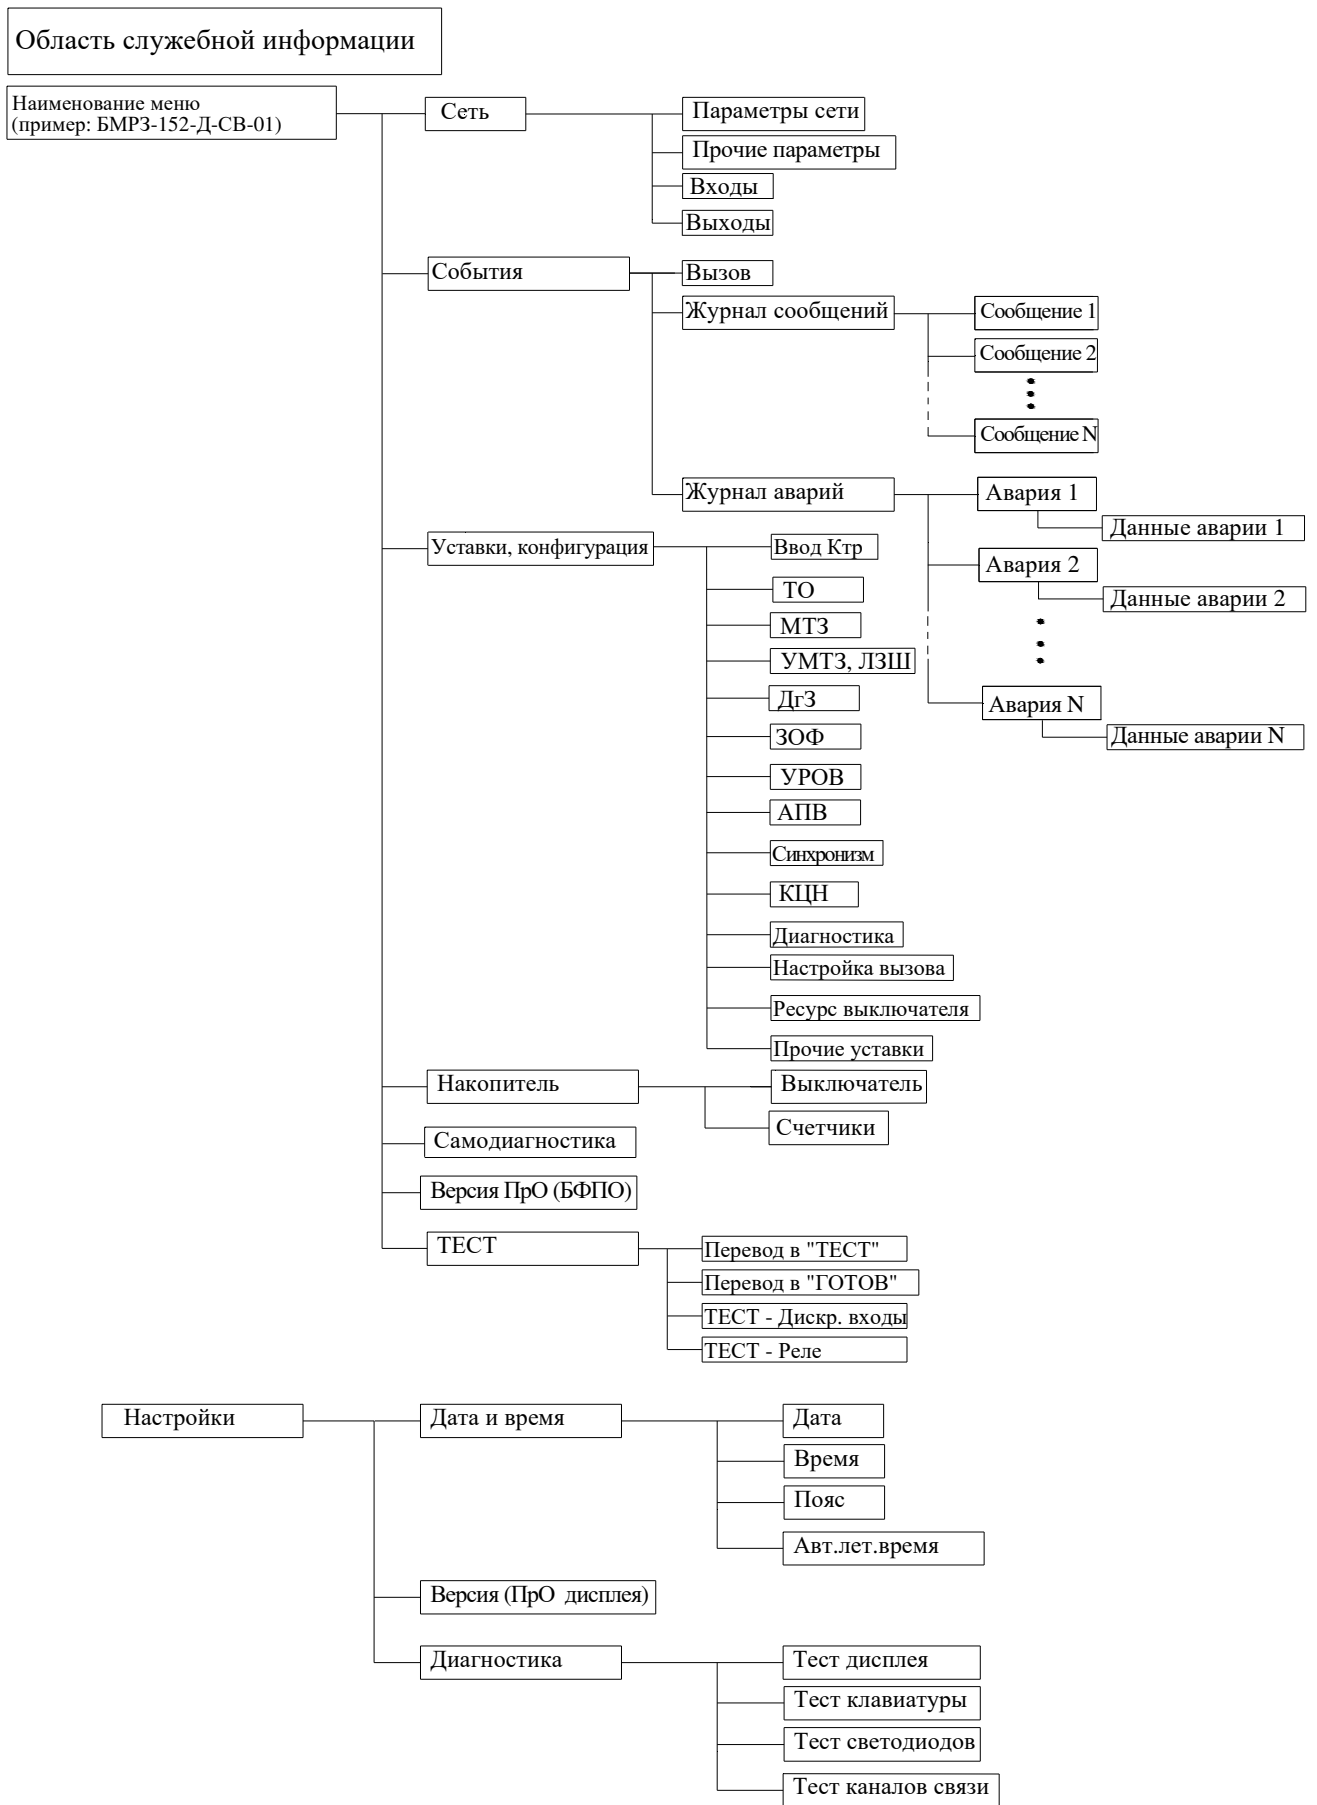 Область служебной информации
Наименование меню
(пример: БМРЗ-152-Д-СВ-01)
Сеть
Параметры сети
Прочие параметры
Входы
Выходы
События
Вызов
Журнал сообщений
Сообщение 1
Сообщение 2
Сообщение N
Журнал аварий
Авария 1
Данные аварии 1
Авария 2
Данные аварии 2
Авария N
Данные аварии N
Уставки, конфигурация
Ввод Ктр
ТО
МТЗ
УМТЗ, ЛЗШ
ДгЗ
ЗОФ
УРОВ
АПВ
Синхронизм
КЦН
Диагностика
Настройка вызова
Ресурс выключателя
Прочие уставки
Накопитель
Выключатель
Счетчики
Самодиагностика
Версия ПрО (БФПО)
ТЕСТ
Перевод в "ТЕСТ"
Перевод в "ГОТОВ"
ТЕСТ - Дискр. входы
ТЕСТ - Реле
Настройки
Дата и время
Дата
Время
Пояс
Авт.лет.время
Версия (ПрО дисплея)
Диагностика
Тест дисплея
Тест клавиатуры
Тест светодиодов
Тест каналов связи